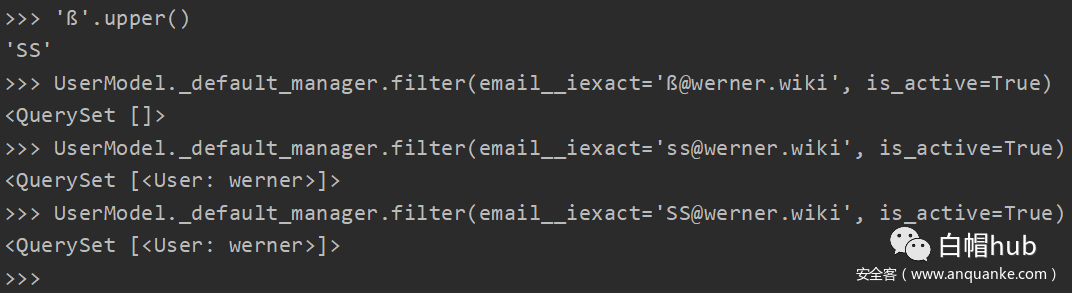 >>> 'ß'.upper()
'SS'
>>> UserModel._default_manager.filter(email__iexact='ß@werner.wiki', is_active=True)
<QuerySet []>
>>> UserModel._default_manager.filter(email__iexact='ss@werner.wiki', is_active=True)
<QuerySet [<User: werner>]>
>>> UserModel._default_manager.filter(email__iexact='SS@werner.wiki', is_active=True)
<QuerySet [<User: werner>]>
>>>
白帽hub
安全客（www.anquanke.com）